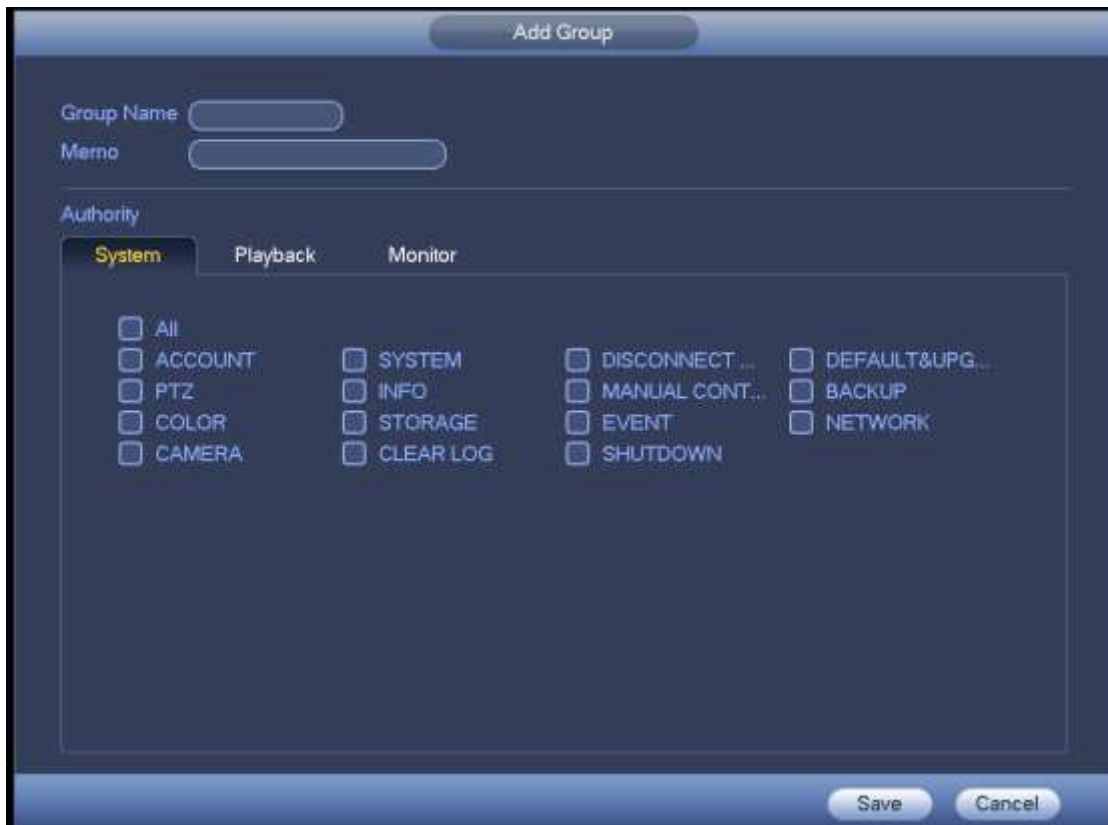 Add Group
Group Name
Memo
Authority
System Playback Monitor
All
ACCOUNT SYSTEM DISCONNECT ... DEFAULT&UPG...
PTZ INFO MANUAL CONT... BACKUP
COLOR STORAGE EVENT NETWORK
CAMERA CLEAR LOG SHUTDOWN
Save Cancel